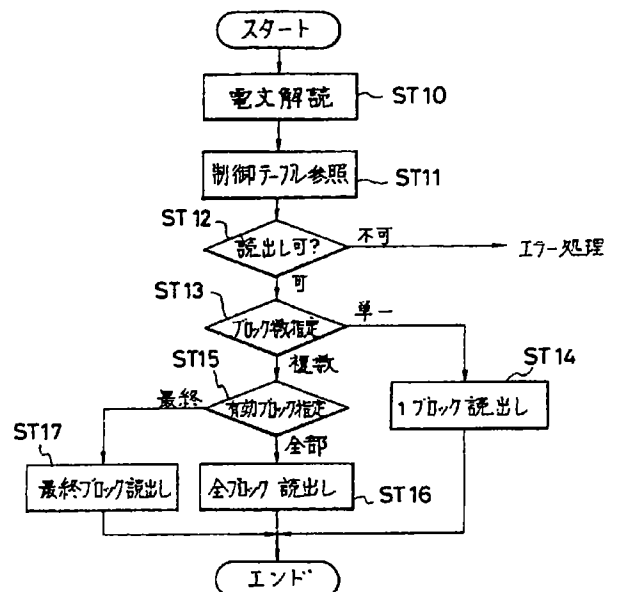 スタート
電文解読
ST10
制御テーブル参照
ST11
ST12
読出し可?
不可
エラー処理
可
ST13
ブロック数指定
単一
複数
ST15
有効ブロック指定
最終
全部
ST14
1ブロック読出し
ST17
最終ブロック読出し
全ブロック読出し
ST16
エンド